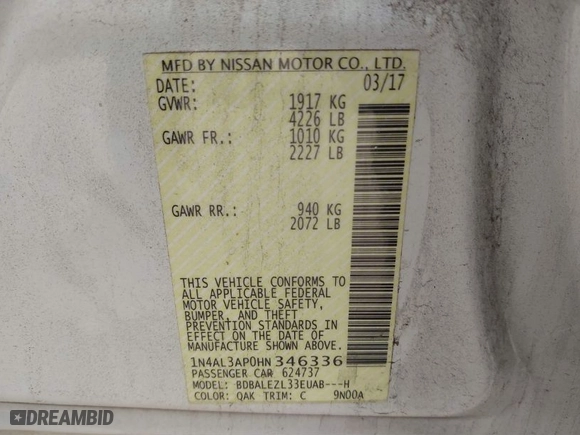 MFD BY NISSAN MOTOR CO., LTD.
DATE: 03/17
GVWR: 1917 KG
4226 LB
GAWR FR.: 1010 KG
2227 LB
GAWR RR.: 940 KG
2072 LB
THIS VEHICLE CONFORMS TO
ALL APPLICABLE FEDERAL
MOTOR VEHICLE SAFETY,
BUMPER, AND THEFT
PREVENTION STANDARDS
IN EFFECT ON THE DATE OF
MANUFACTURE SHOWN ABOVE.
1N4AL3AP0HN346336
PASSENGER CAR 624737
MODEL: BDBALEZL33EUAB---H
COLOR: QAK TRIM: C 9N00A
DREAMBID